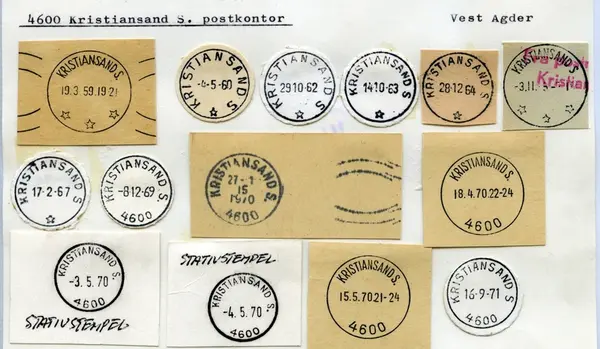 4600 Kristiansand S. postkontor
Vest Agder
KRISTIANSAND S.
19.3.59.19-21
KRISTIANSAND S
-4-5-60
KRISTIANSAND S
29.10.62
KRISTIANSAND S
14.10.63
KRISTIANSAND S
28.12.64
KRISTIANSAND S
-3.11.
Kristian
KRISTIANSAND S
17-2-67
KRISTIANSAND S
-8-12-69
4600
KRISTIANSAND S
27-1
15
1970
4600
KRISTIANSAND S.
18.4.70.22-24
4600
KRISTIANSAND S.
-3.5.70
4600
STATIVSTEMPEL
STATIVSTEMPEL
KRISTIANSAND S.
-4.5.70
4600
KRISTIANSAND S.
15.5.70.21-24
4600
KRISTIANSAND S
16-9-71
4600